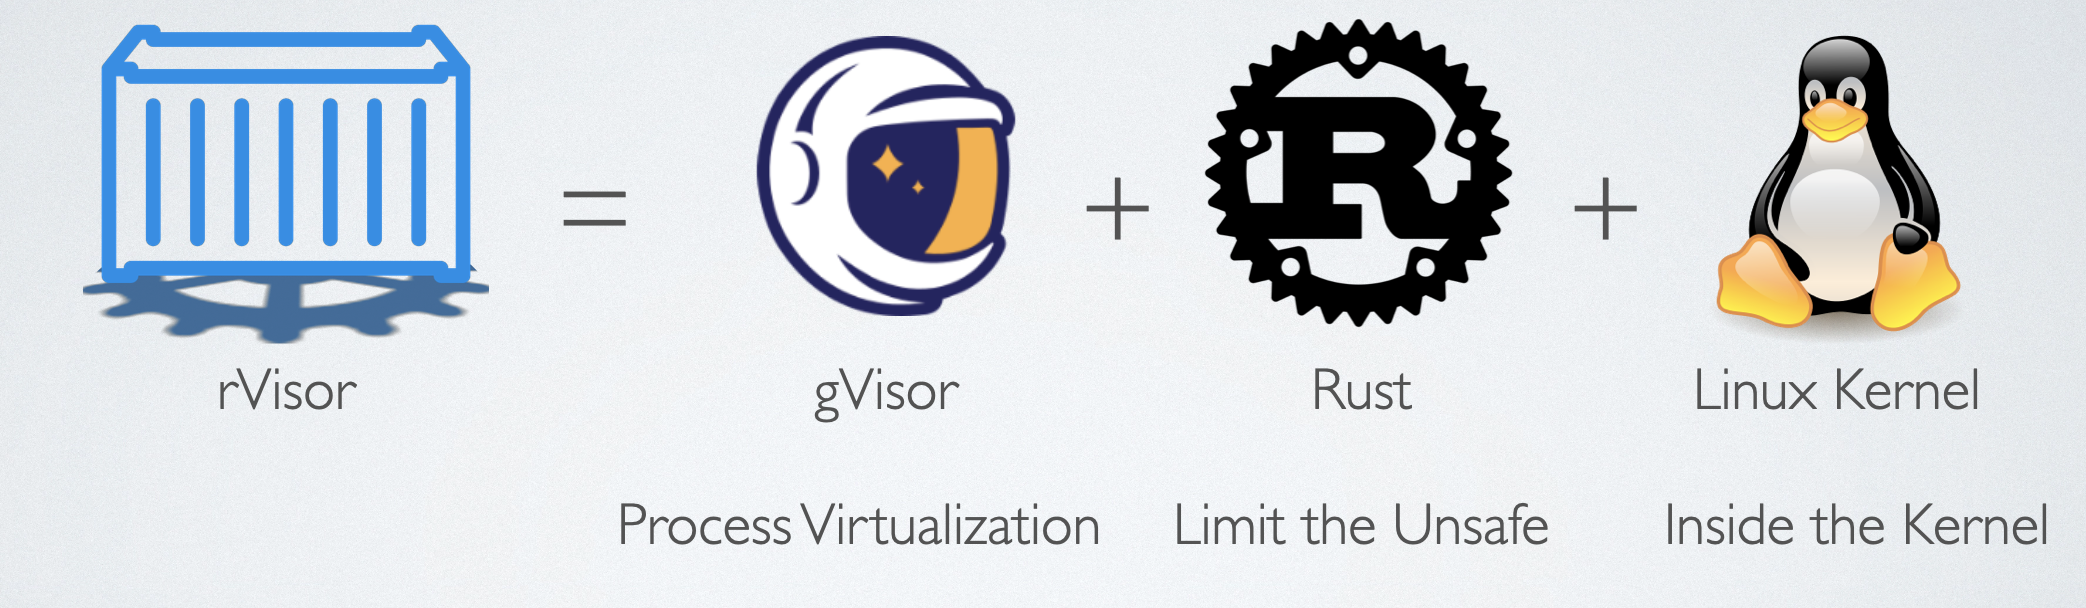 =
+
R
+
rVisor
gVisor
Rust
Linux Kernel
Process Virtualization
Limit the Unsafe
Inside the Kernel